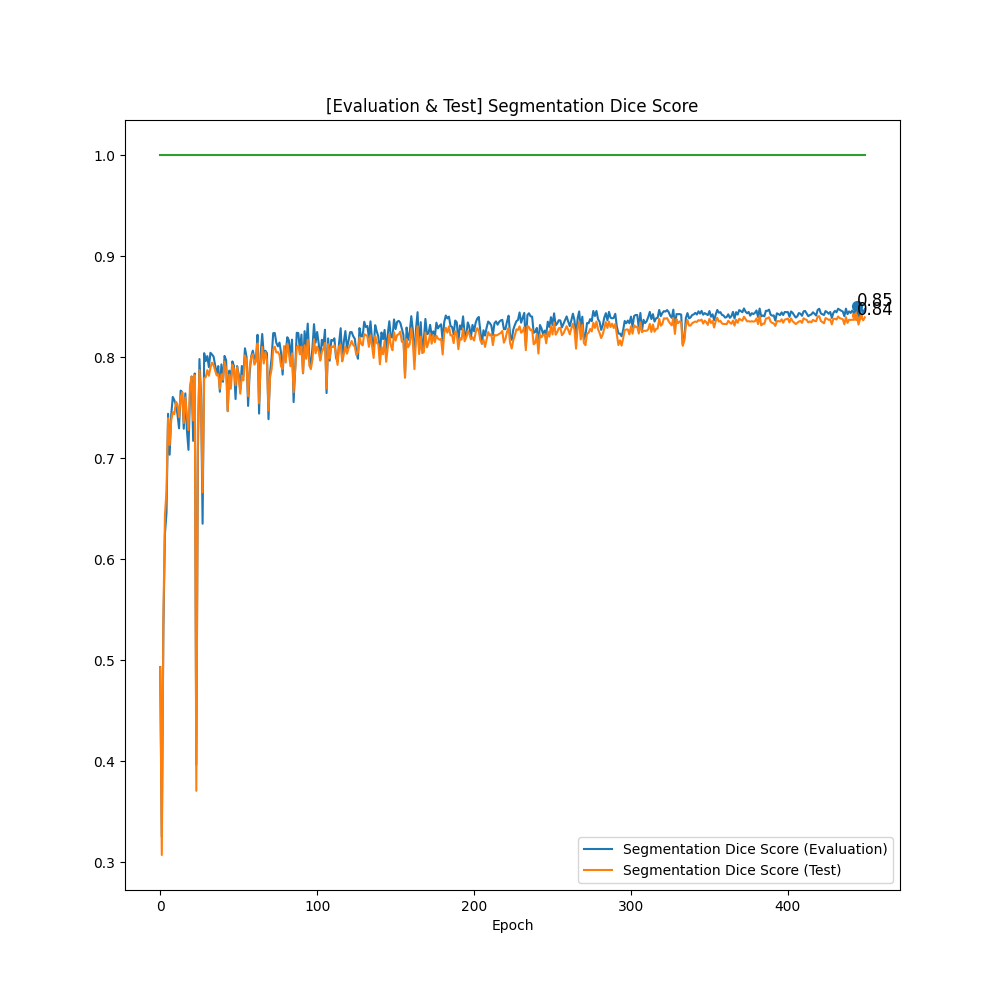 [Evaluation & Test] Segmentation Dice Score
1.0
0.9
0.85
0.84
0.8
0.7
0.6
0.5
0.4
0.3
Segmentation Dice Score (Evaluation)
Segmentation Dice Score (Test)
0 100 200 300 400
Epoch